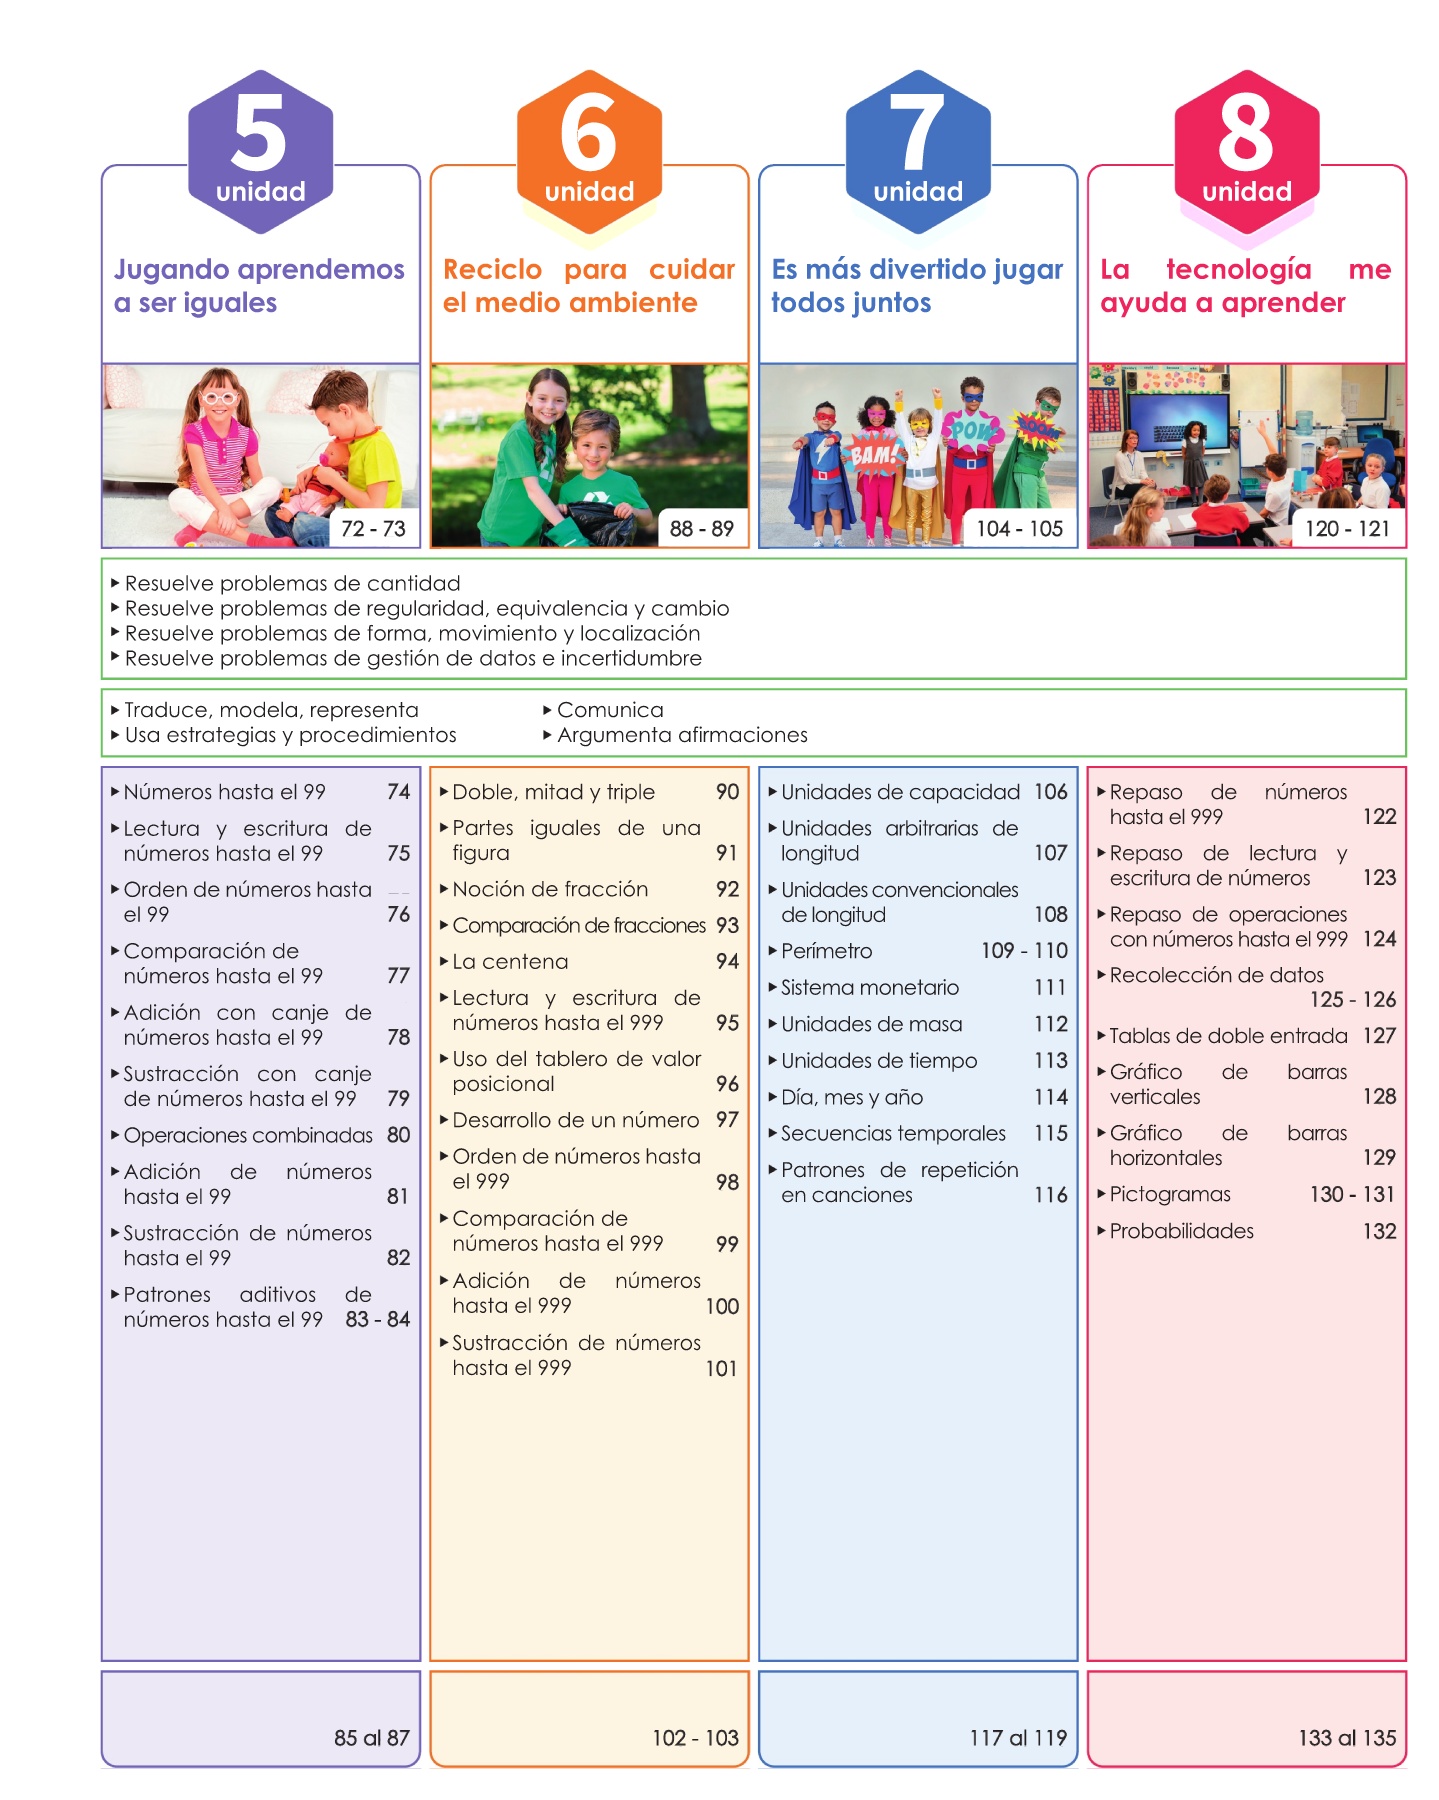 5
unidad
Jugando aprendemos
a ser iguales
72 - 73
6
unidad
Reciclo para cuidar
el medio ambiente
88 - 89
7
unidad
Es más divertido jugar
todos juntos
BAM!
POW
BOOM!
104 - 105
8
unidad
La tecnología me
ayuda a aprender
120 - 121
▸ Resuelve problemas de cantidad
▸ Resuelve problemas de regularidad, equivalencia y cambio
▸ Resuelve problemas de forma, movimiento y localización
▸ Resuelve problemas de gestión de datos e incertidumbre
▸ Traduce, modela, representa
▸ Usa estrategias y procedimientos
▸ Comunica
▸ Argumenta afirmaciones
▸ Números hasta el 99 74
▸ Lectura y escritura de
números hasta el 99 75
▸ Orden de números hasta
el 99 76
▸ Comparación de
números hasta el 99 77
▸ Adición con canje de
números hasta el 99 78
▸ Sustracción con canje
de números hasta el 99 79
▸ Operaciones combinadas 80
▸ Adición de números
hasta el 99 81
▸ Sustracción de números
hasta el 99 82
▸ Patrones aditivos de
números hasta el 99 83 - 84
85 al 87
▸ Doble, mitad y triple 90
▸ Partes iguales de una
figura 91
▸ Noción de fracción 92
▸ Comparación de fracciones 93
▸ La centena 94
▸ Lectura y escritura de
números hasta el 999 95
▸ Uso del tablero de valor
posicional 96
▸ Desarrollo de un número 97
▸ Orden de números hasta
el 999 98
▸ Comparación de
números hasta el 999 99
▸ Adición de números
hasta el 999 100
▸ Sustracción de números
hasta el 999 101
102 - 103
▸ Unidades de capacidad 106
▸ Unidades arbitrarias de
longitud 107
▸ Unidades convencionales
de longitud 108
▸ Perímetro 109 - 110
▸ Sistema monetario 111
▸ Unidades de masa 112
▸ Unidades de tiempo 113
▸ Día, mes y año 114
▸ Secuencias temporales 115
▸ Patrones de repetición
en canciones 116
117 al 119
▸ Repaso de números
hasta el 999 122
▸ Repaso de lectura y
escritura de números 123
▸ Repaso de operaciones
con números hasta el 999 124
▸ Recolección de datos
125 - 126
▸ Tablas de doble entrada 127
▸ Gráfico de barras
verticales 128
▸ Gráfico de barras
horizontales 129
▸ Pictogramas 130 - 131
▸ Probabilidades 132
133 al 135